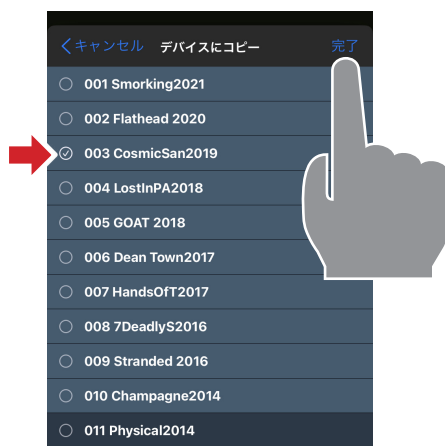 キャンセル デバイスにコピー 完了
001 Smorking2021
002 Flathead 2020
003 CosmicSan2019
004 LostInPA2018
005 GOAT 2018
006 Dean Town2017
007 HandsOfT2017
008 7DeadlyS2016
009 Stranded 2016
010 Champagne2014
011 Physical2014